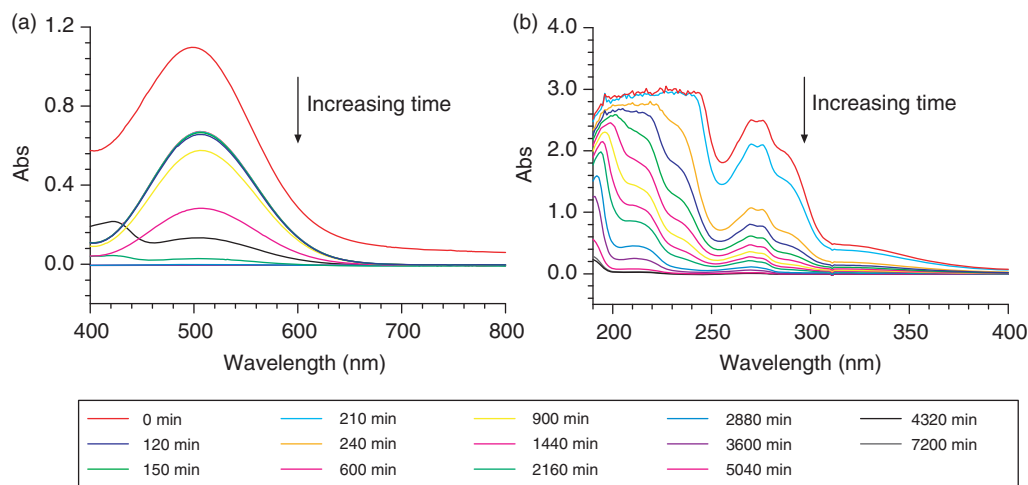 (a)
1.2
0.8
0.4
0.0
Abs
Increasing time
400 500 600 700 800
Wavelength (nm)
(b)
4.0
3.0
2.0
1.0
0.0
Abs
Increasing time
200 250 300 350 400
Wavelength (nm)
0 min 210 min 900 min 2880 min 4320 min
120 min 240 min 1440 min 3600 min 7200 min
150 min 600 min 2160 min 5040 min